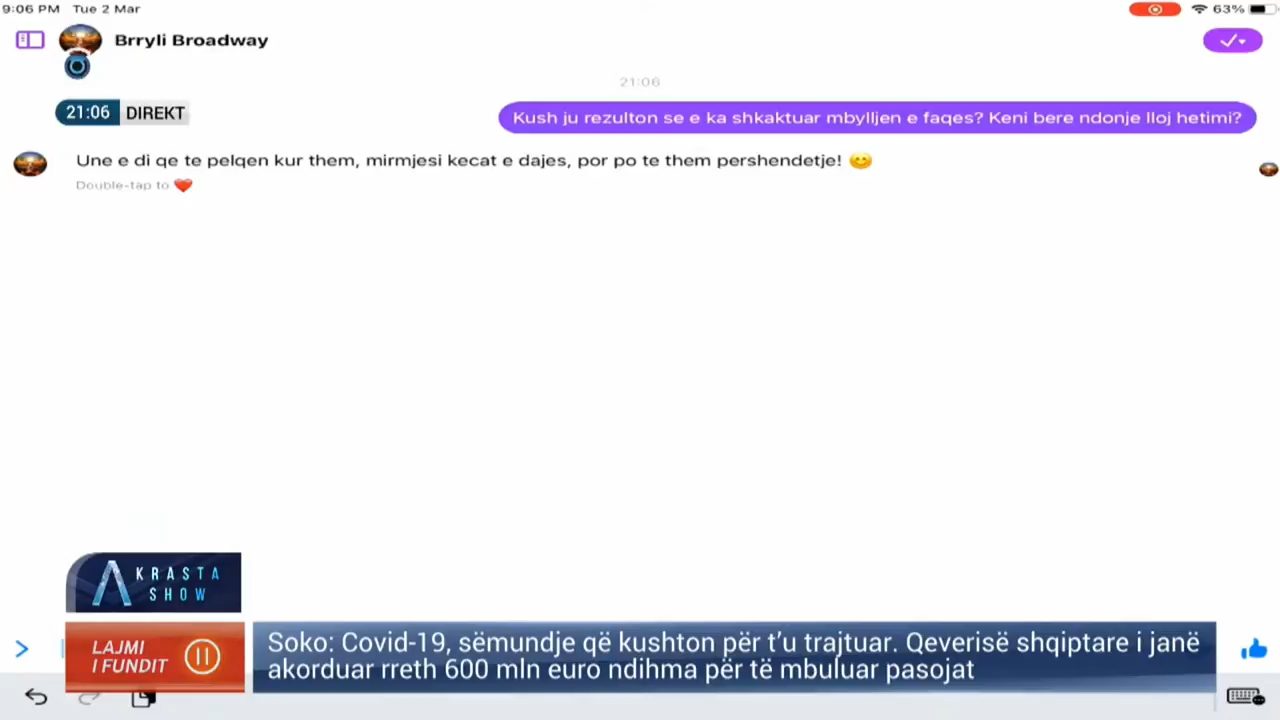 9:06 PM Tue 2 Mar
63%
Brryli Broadway
21:06
21:06 DIREKT
Kush ju rezulton se e ka shkaktuar mbylljen e faqes? Keni bere ndonje lloj hetimi?
Une e di qe te pelqen kur them, mirmjesi kecat e dajes, por po te them pershendetje! 😊
Double-tap to ❤️
A KRASTA
SHOW
LAJMI
I FUNDIT
Soko: Covid-19, sëmundje që kushton për t'u trajtuar. Qeverisë shqiptare i janë
akorduar rreth 600 mln euro ndihma për të mbuluar pasojat